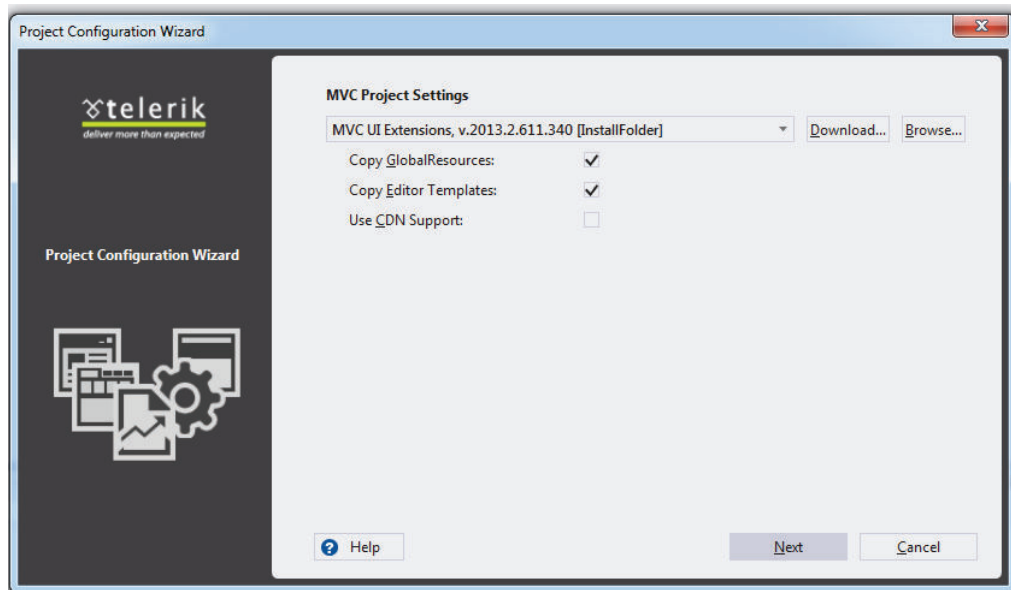 Project Configuration Wizard
telerik
deliver more than expected
Project Configuration Wizard
MVC Project Settings
MVC UI Extensions, v.2013.2.611.340 [InstallFolder]
Download... Browse...
Copy GlobalResources:
Copy Editor Templates:
Use CDN Support:
Help
Next
Cancel